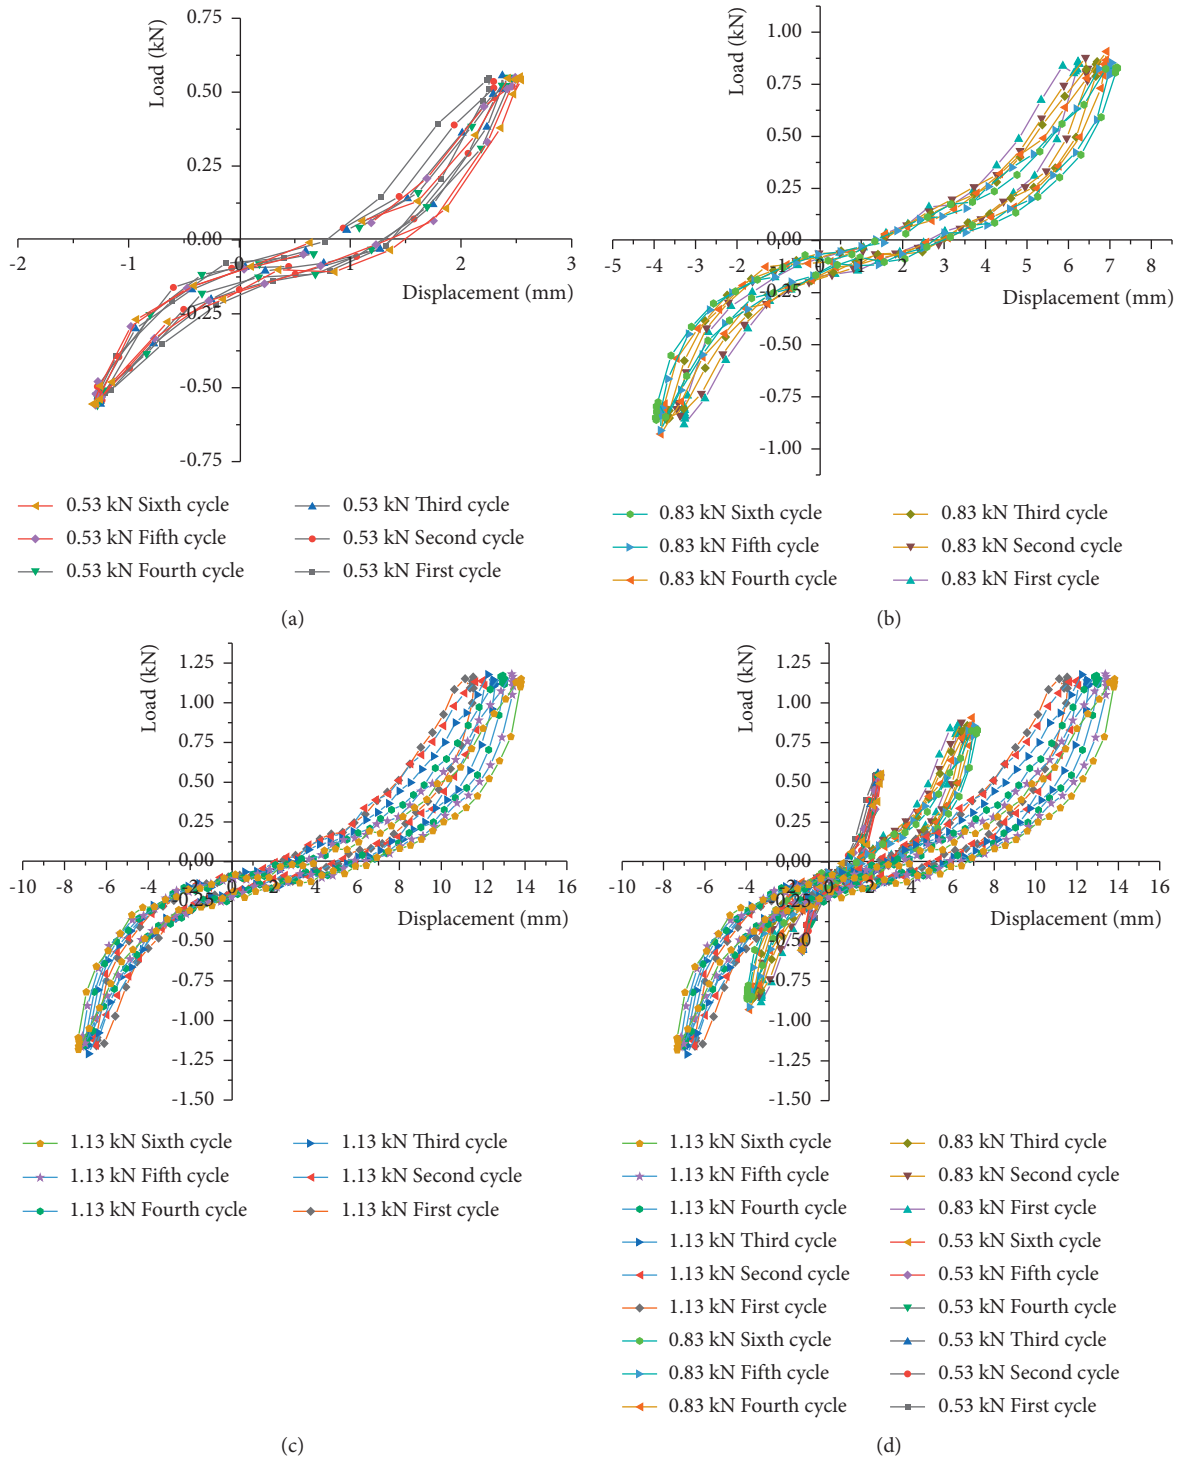 0.75
0.50
0.25
0.00
-0.25
-0.50
-0.75
Load (kN)
-2 -1 0 1 2 3
Displacement (mm)
0.53 kN Sixth cycle 0.53 kN Third cycle
0.53 kN Fifth cycle 0.53 kN Second cycle
0.53 kN Fourth cycle 0.53 kN First cycle
(a)
1.00
0.75
0.50
0.25
0.00
-0.25
-0.50
-0.75
-1.00
Load (kN)
-5 -4 -3 -2 -1 0 1 2 3 4 5 6 7 8
Displacement (mm)
0.83 kN Sixth cycle 0.83 kN Third cycle
0.83 kN Fifth cycle 0.83 kN Second cycle
0.83 kN Fourth cycle 0.83 kN First cycle
(b)
1.25
1.00
0.75
0.50
0.25
0.00
-0.25
-0.50
-0.75
-1.00
-1.25
-1.50
Load (kN)
-10 -8 -6 -4 -2 0 2 4 6 8 10 12 14 16
Displacement (mm)
1.13 kN Sixth cycle 1.13 kN Third cycle
1.13 kN Fifth cycle 1.13 kN Second cycle
1.13 kN Fourth cycle 1.13 kN First cycle
(c)
1.25
1.00
0.75
0.50
0.25
0.00
-0.25
-0.50
-0.75
-1.00
-1.25
-1.50
Load (kN)
-10 -8 -6 -4 -2 0 2 4 6 8 10 12 14 16
Displacement (mm)
1.13 kN Sixth cycle 0.83 kN Third cycle
1.13 kN Fifth cycle 0.83 kN Second cycle
1.13 kN Fourth cycle 0.83 kN First cycle
1.13 kN Third cycle 0.53 kN Sixth cycle
1.13 kN Second cycle 0.53 kN Fifth cycle
1.13 kN First cycle 0.53 kN Fourth cycle
0.83 kN Sixth cycle 0.53 kN Third cycle
0.83 kN Fifth cycle 0.53 kN Second cycle
0.83 kN Fourth cycle 0.53 kN First cycle
(d)